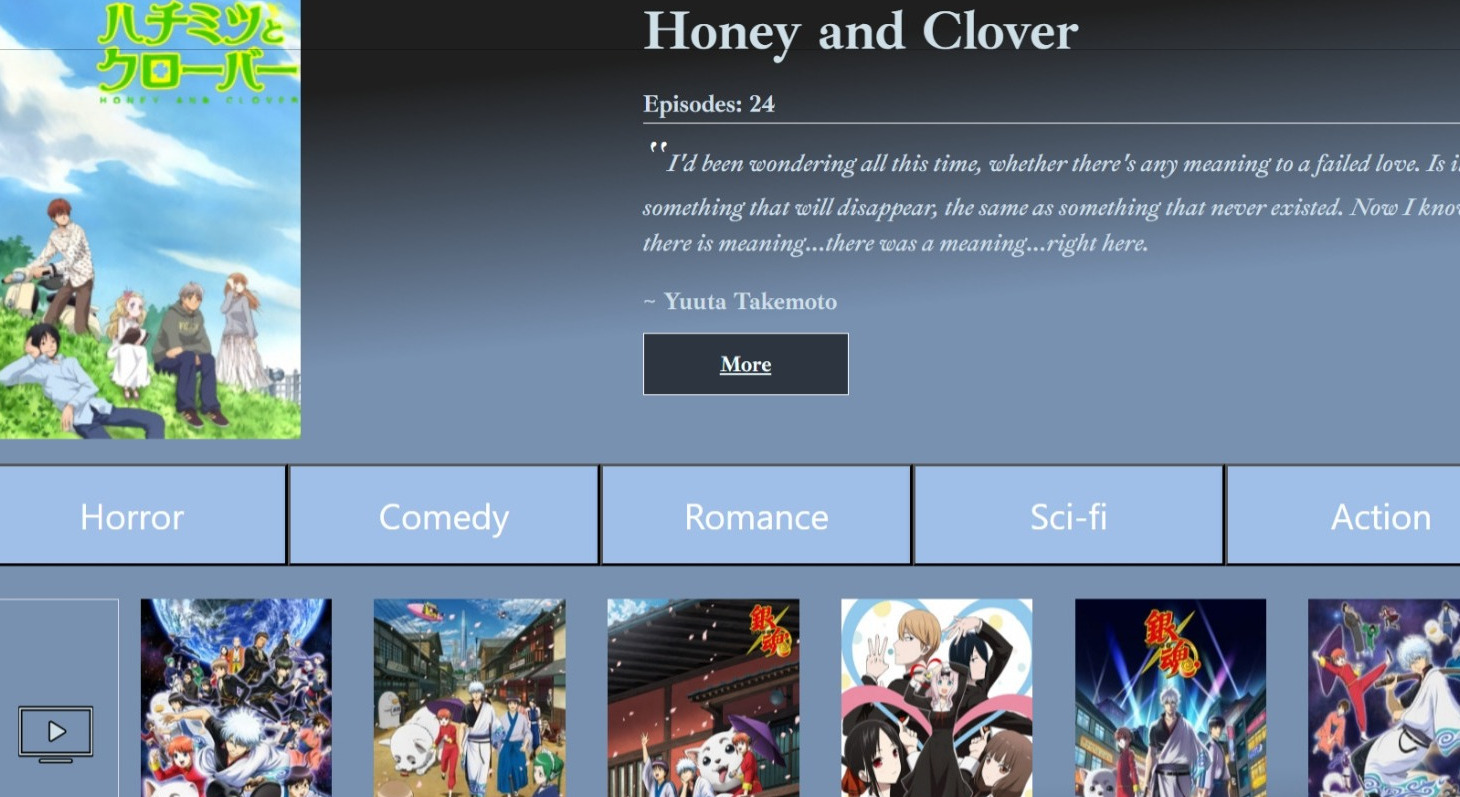 ハチミツと
クローバー
HONEY AND CLOVER
Honey and Clover
Episodes: 24
"I'd been wondering all this time, whether there's any meaning to a failed love. Is
something that will disappear, the same as something that never existed. Now I
there is meaning...there was a meaning...right here.
~ Yuuta Takemoto
More
Horror
Comedy
Romance
Sci-fi
Action
銀魂
銀魂